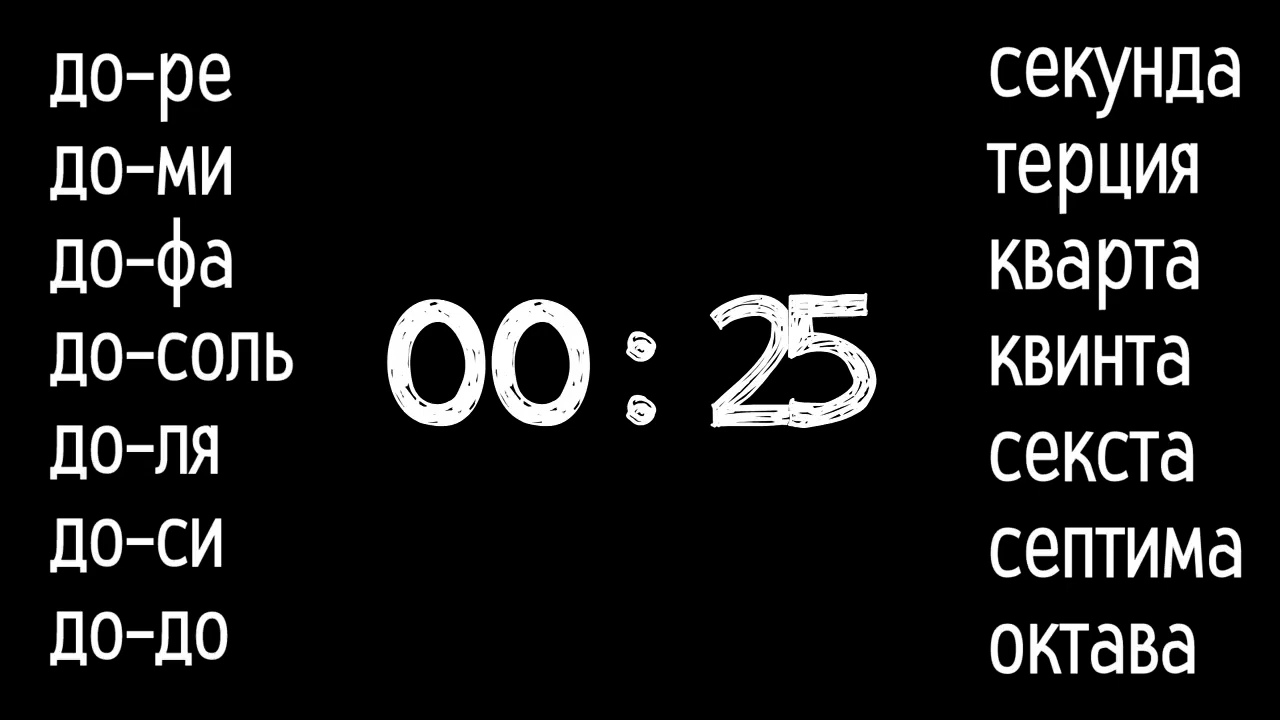 до-ре
до-ми
до-фа
до-соль
до-ля
до-си
до-до
00:25
секунда
терция
кварта
квинта
секста
септима
октава